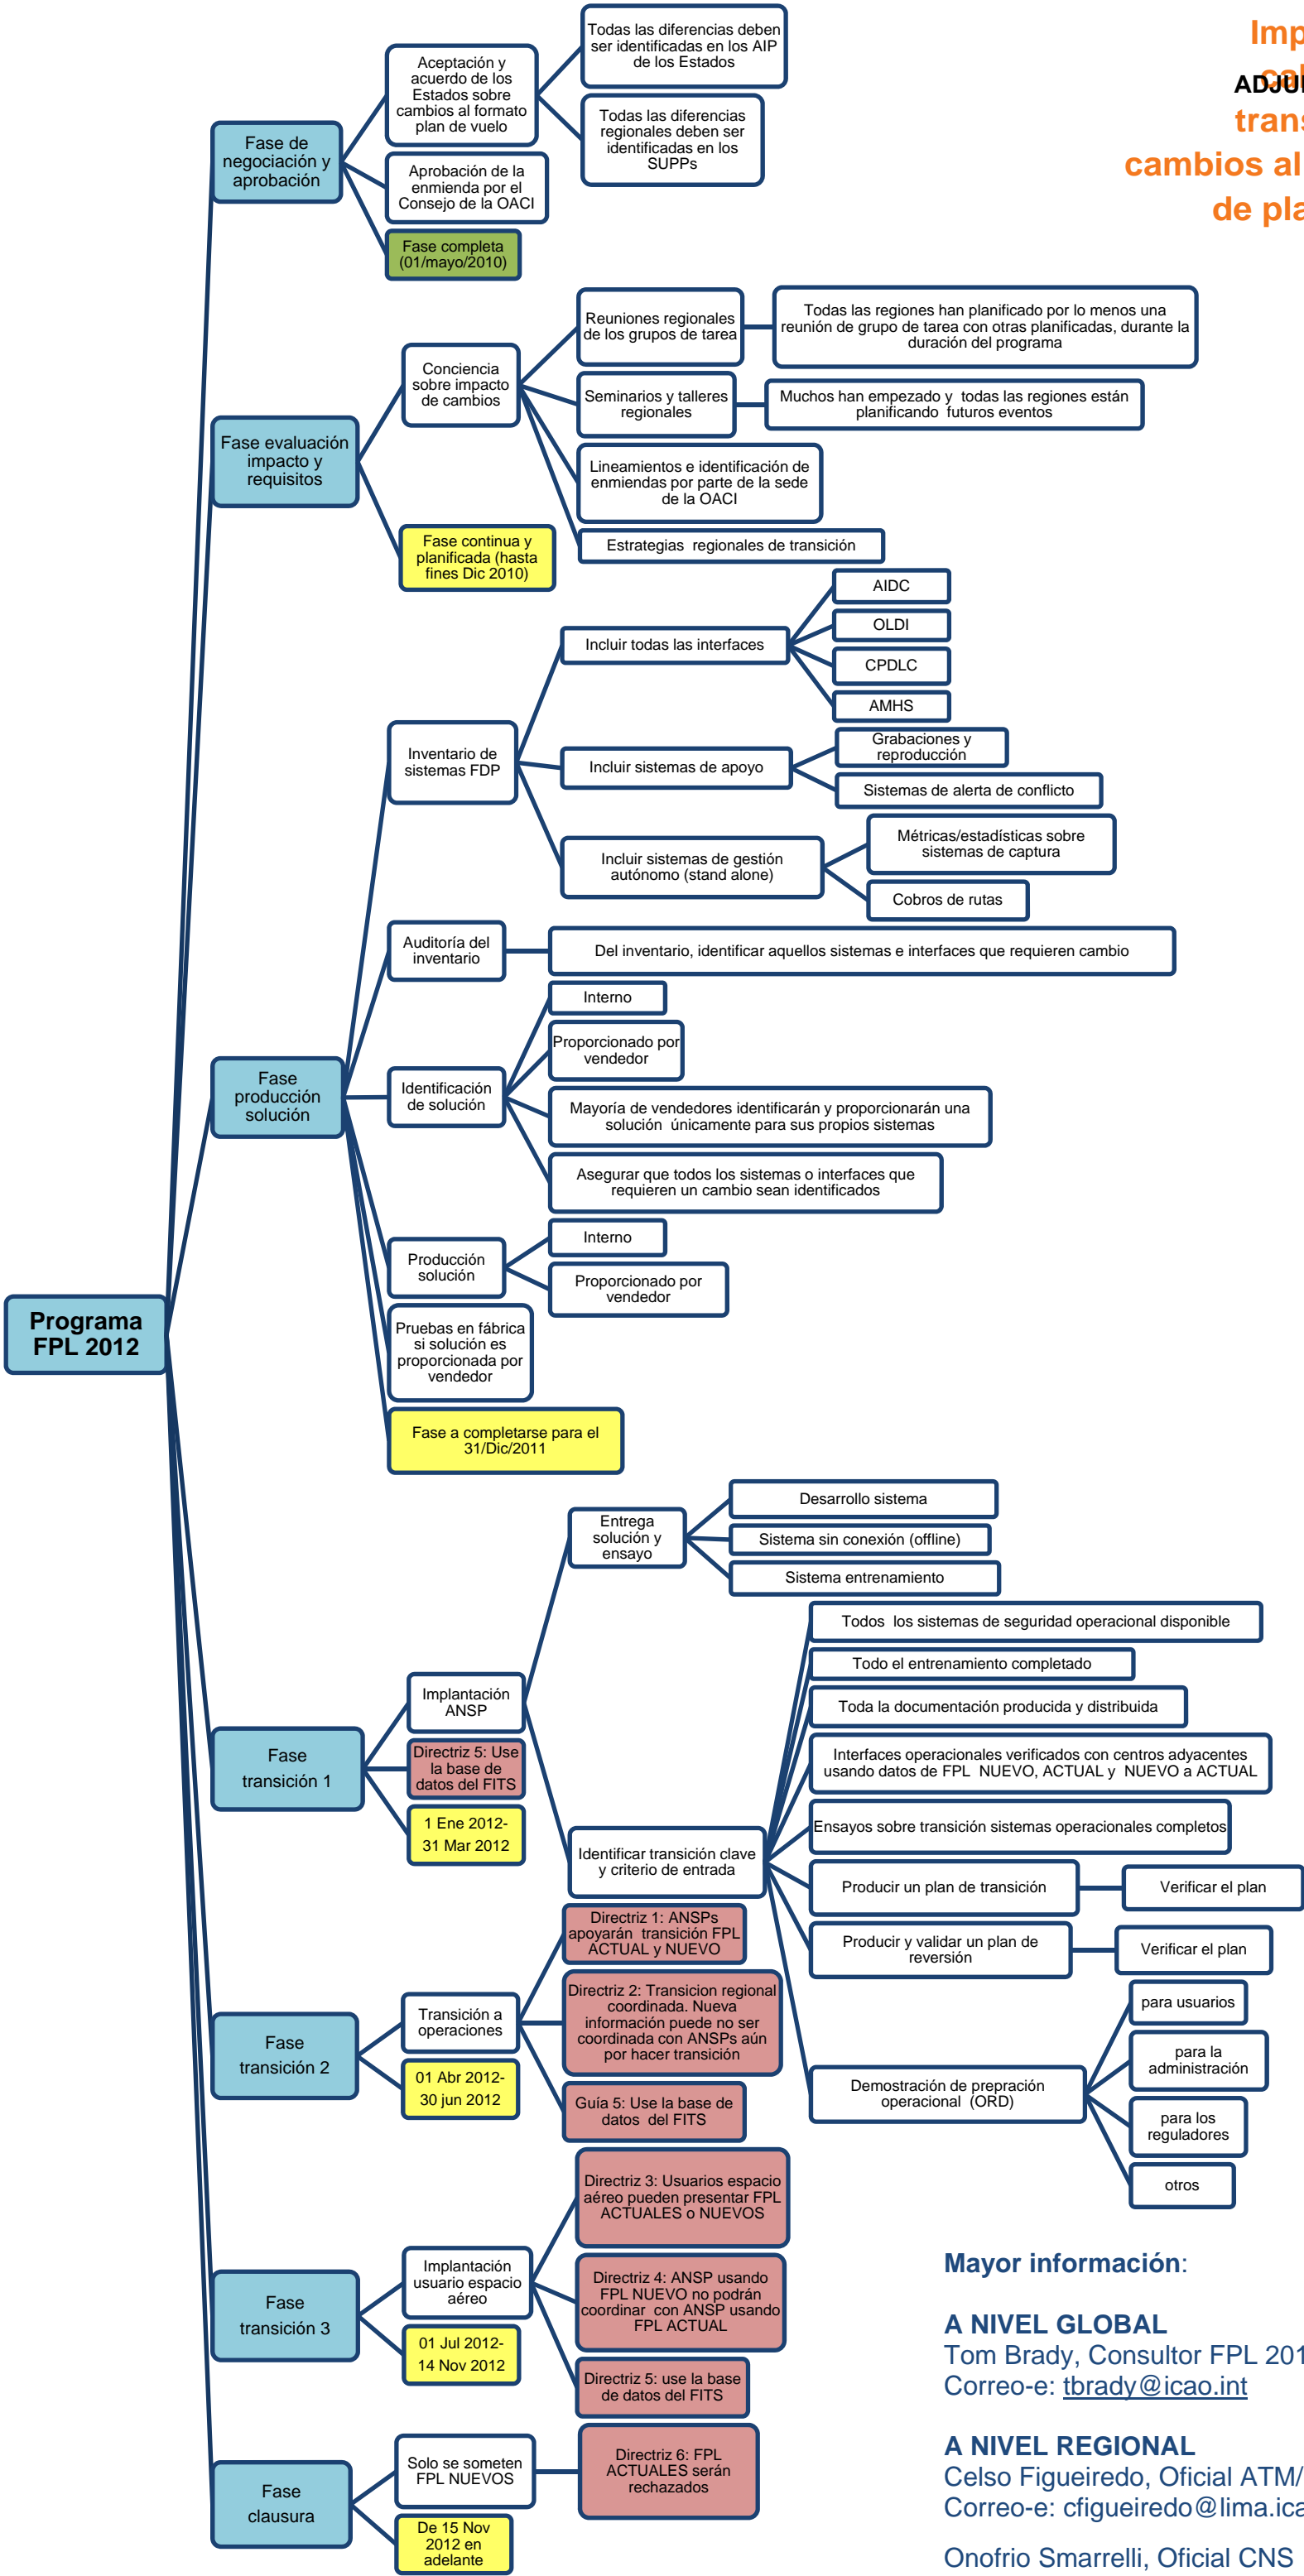 Todas las diferencias deben
ser identificadas en los AIP
de los Estados
Aceptación y
acuerdo de los
Estados sobre
cambios al formato
plan de vuelo
Todas las diferencias
regionales deben ser
identificadas en los
SUPPs
Fase de
negociación y
aprobación
Aprobación de la
enmienda por el
Consejo de la OACI
Fase completa
(01/mayo/2010)
cambios al
de
Reuniones regionales
de los grupos de tarea
Todas las regiones han planificado por lo menos una
reunión de grupo de tarea con otras planificadas, durante la
duración del programa
Conciencia
sobre impacto
de cambios
Seminarios y talleres
regionales
Muchos han empezado y todas las regiones están
planificando futuros eventos
Fase evaluación
impacto y
requisitos
Lineamientos e identificación de
enmiendas por parte de la sede
de la OACI
Estrategias regionales de transición
Fase continua y
planificada (hasta
fines Dic 2010)
AIDC
OLDI
Incluir todas las interfaces
CPDLC
AMHS
Inventario de
sistemas FDP
Grabaciones y
reproducción
Incluir sistemas de apoyo
Sistemas de alerta de conflicto
Métricas/estadísticas sobre
sistemas de captura
Incluir sistemas de gestión
autónomo (stand alone)
Cobros de rutas
Auditoría del
inventario
Del inventario, identificar aquellos sistemas e interfaces que requieren cambio
Interno
Proporcionado por
vendedor
Fase
producción
solución
Identificación
de solución
Mayoría de vendedores identificarán y proporcionarán una
solución únicamente para sus propios sistemas
Asegurar que todos los sistemas o interfaces que
requieren un cambio sean identificados
Interno
Producción
solución
Proporcionado por
vendedor
Programa
FPL 2012
Pruebas en fábrica
si solución es
proporcionada por
vendedor
Fase a completarse para el
31/Dic/2011
Desarrollo sistema
Entrega
solución y
ensayo
Sistema sin conexión (offline)
Sistema entrenamiento
Todos los sistemas de seguridad operacional disponible
Todo el entrenamiento completado
Implantación
ANSP
Toda la documentación producida y distribuida
Fase
transición 1
Directriz 5: Use
la base de
datos del FITS
Interfaces operacionales verificados con centros adyacentes
usando datos de FPL NUEVO, ACTUAL y NUEVO a ACTUAL
1 Ene 2012-
31 Mar 2012
Ensayos sobre transición sistemas operacionales completos
Identificar transición clave
y criterio de entrada
Producir un plan de transición
Verificar el plan
Producir y validar un plan de
reversión
Verificar el plan
Directriz 1: ANSPs
apoyarán transición FPL
ACTUAL y NUEVO
Directriz 2: Transicion regional
coordinada. Nueva
información puede no ser
coordinada con ANSPs aún
por hacer transición
Transición a
operaciones
Fase
transición 2
01 Abr 2012-
30 jun 2012
Guía 5: Use la base de
datos del FITS
para usuarios
para la
administración
Demostración de prepración
operacional (ORD)
para los
reguladores
otros
Directriz 3: Usuarios espacio
aéreo pueden presentar FPL
ACTUALES o NUEVOS
Implantación
usuario espacio
aéreo
Directriz 4: ANSP usando
FPL NUEVO no podrán
coordinar con ANSP usando
FPL ACTUAL
Fase
transición 3
01 Jul 2012-
14 Nov 2012
Directriz 5: use la base
de datos del FITS
Solo se someten
FPL NUEVOS
Directriz 6: FPL
ACTUALES serán
rechazados
Fase
clausura
De 15 Nov
2012 en
adelante
Mayor información:
A NIVEL GLOBAL
Tom Brady, Consultor FPL
Correo-e: tbrady@icao.int
A NIVEL REGIONAL
Celso Figueiredo, Oficial ATM/
Correo-e:
Onofrio Smarrelli, Oficial CNS